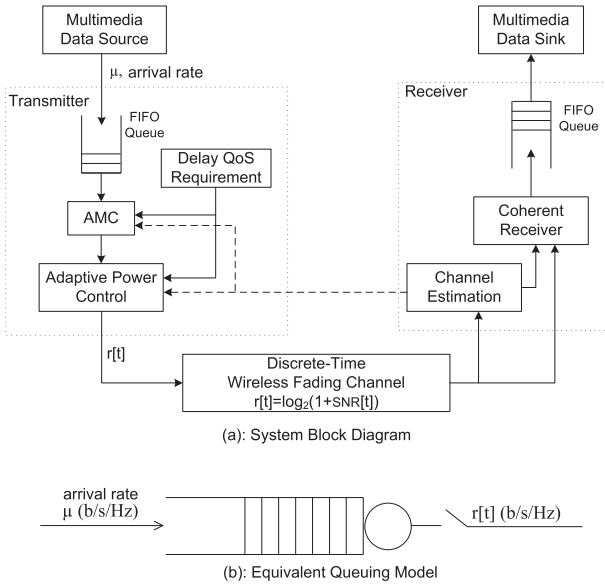 Multimedia
Data Source
μ, arrival rate
Transmitter
FIFO
Queue
Delay QoS
Requirement
AMC
Adaptive Power
Control
r[t]
Multimedia
Data Sink
Receiver
FIFO
Queue
Coherent
Receiver
Channel
Estimation
Discrete-Time
Wireless Fading Channel
r[t]=log₂(1+SNR[t])
(a): System Block Diagram
arrival rate
μ (b/s/Hz)
r[t] (b/s/Hz)
(b): Equivalent Queuing Model